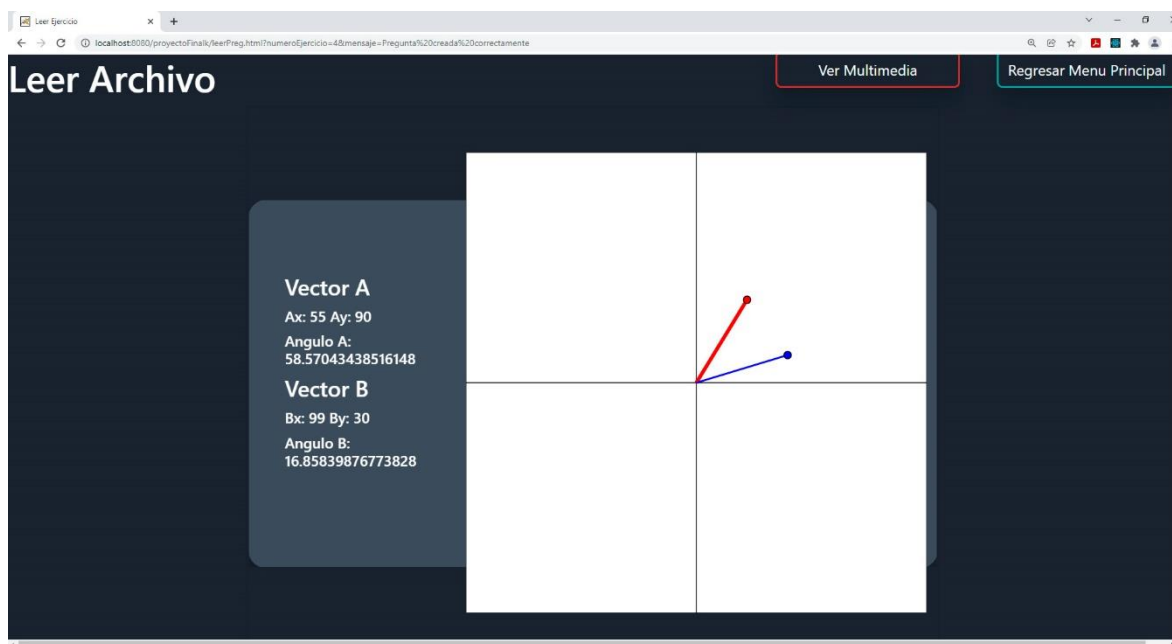 Leer Ejercicio
localhost:8080/proyectoFinalk/leerPreg.html?numeroEjercicio=4&mensaje=Pregunta%20creada%20correctamente
Leer Archivo
Ver Multimedia
Regresar Menu Principal
Vector A
Ax: 55 Ay: 90
Angulo A:
58.57043438516148
Vector B
Bx: 99 By: 30
Angulo B:
16.85839876773828